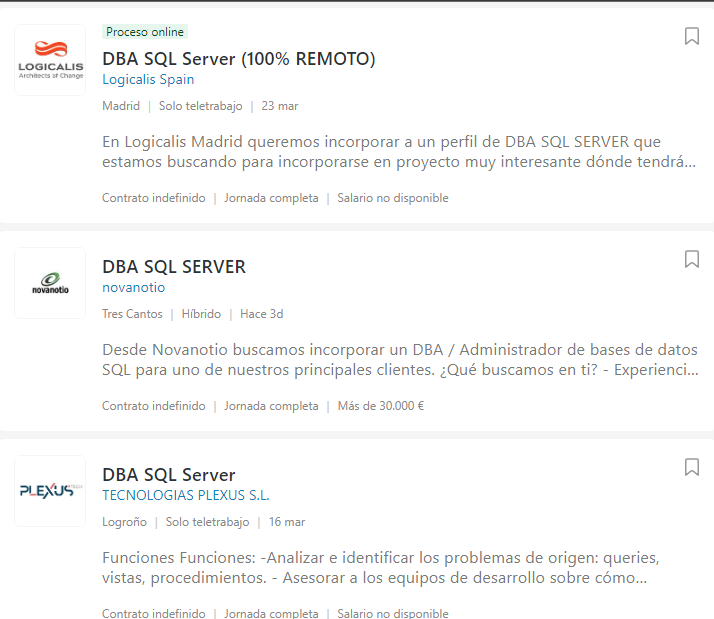 Proceso online
LOGICALIS
Architects of Change
DBA SQL Server (100% REMOTO)
Logicalis Spain
Madrid | Solo teletrabajo | 23 mar
En Logicalis Madrid queremos incorporar a un perfil de DBA SQL SERVER que
estamos buscando para incorporarse en proyecto muy interesante dónde tendrá...
Contrato indefinido | Jornada completa | Salario no disponible
novanotio
DBA SQL SERVER
novanotio
Tres Cantos | Híbrido | Hace 3d
Desde Novanotio buscamos incorporar un DBA / Administrador de bases de datos
SQL para uno de nuestros principales clientes. ¿Qué buscamos en ti? - Experienci...
Contrato indefinido | Jornada completa | Más de 30.000 €
PLEXUS TECH
DBA SQL Server
TECNOLOGIAS PLEXUS S.L.
Logroño | Solo teletrabajo | 16 mar
Funciones Funciones: -Analizar e identificar los problemas de origen: queries,
vistas, procedimientos. - Asesorar a los equipos de desarrollo sobre cómo...
Contrato indefinido | Jornada completa | Salario no disponible